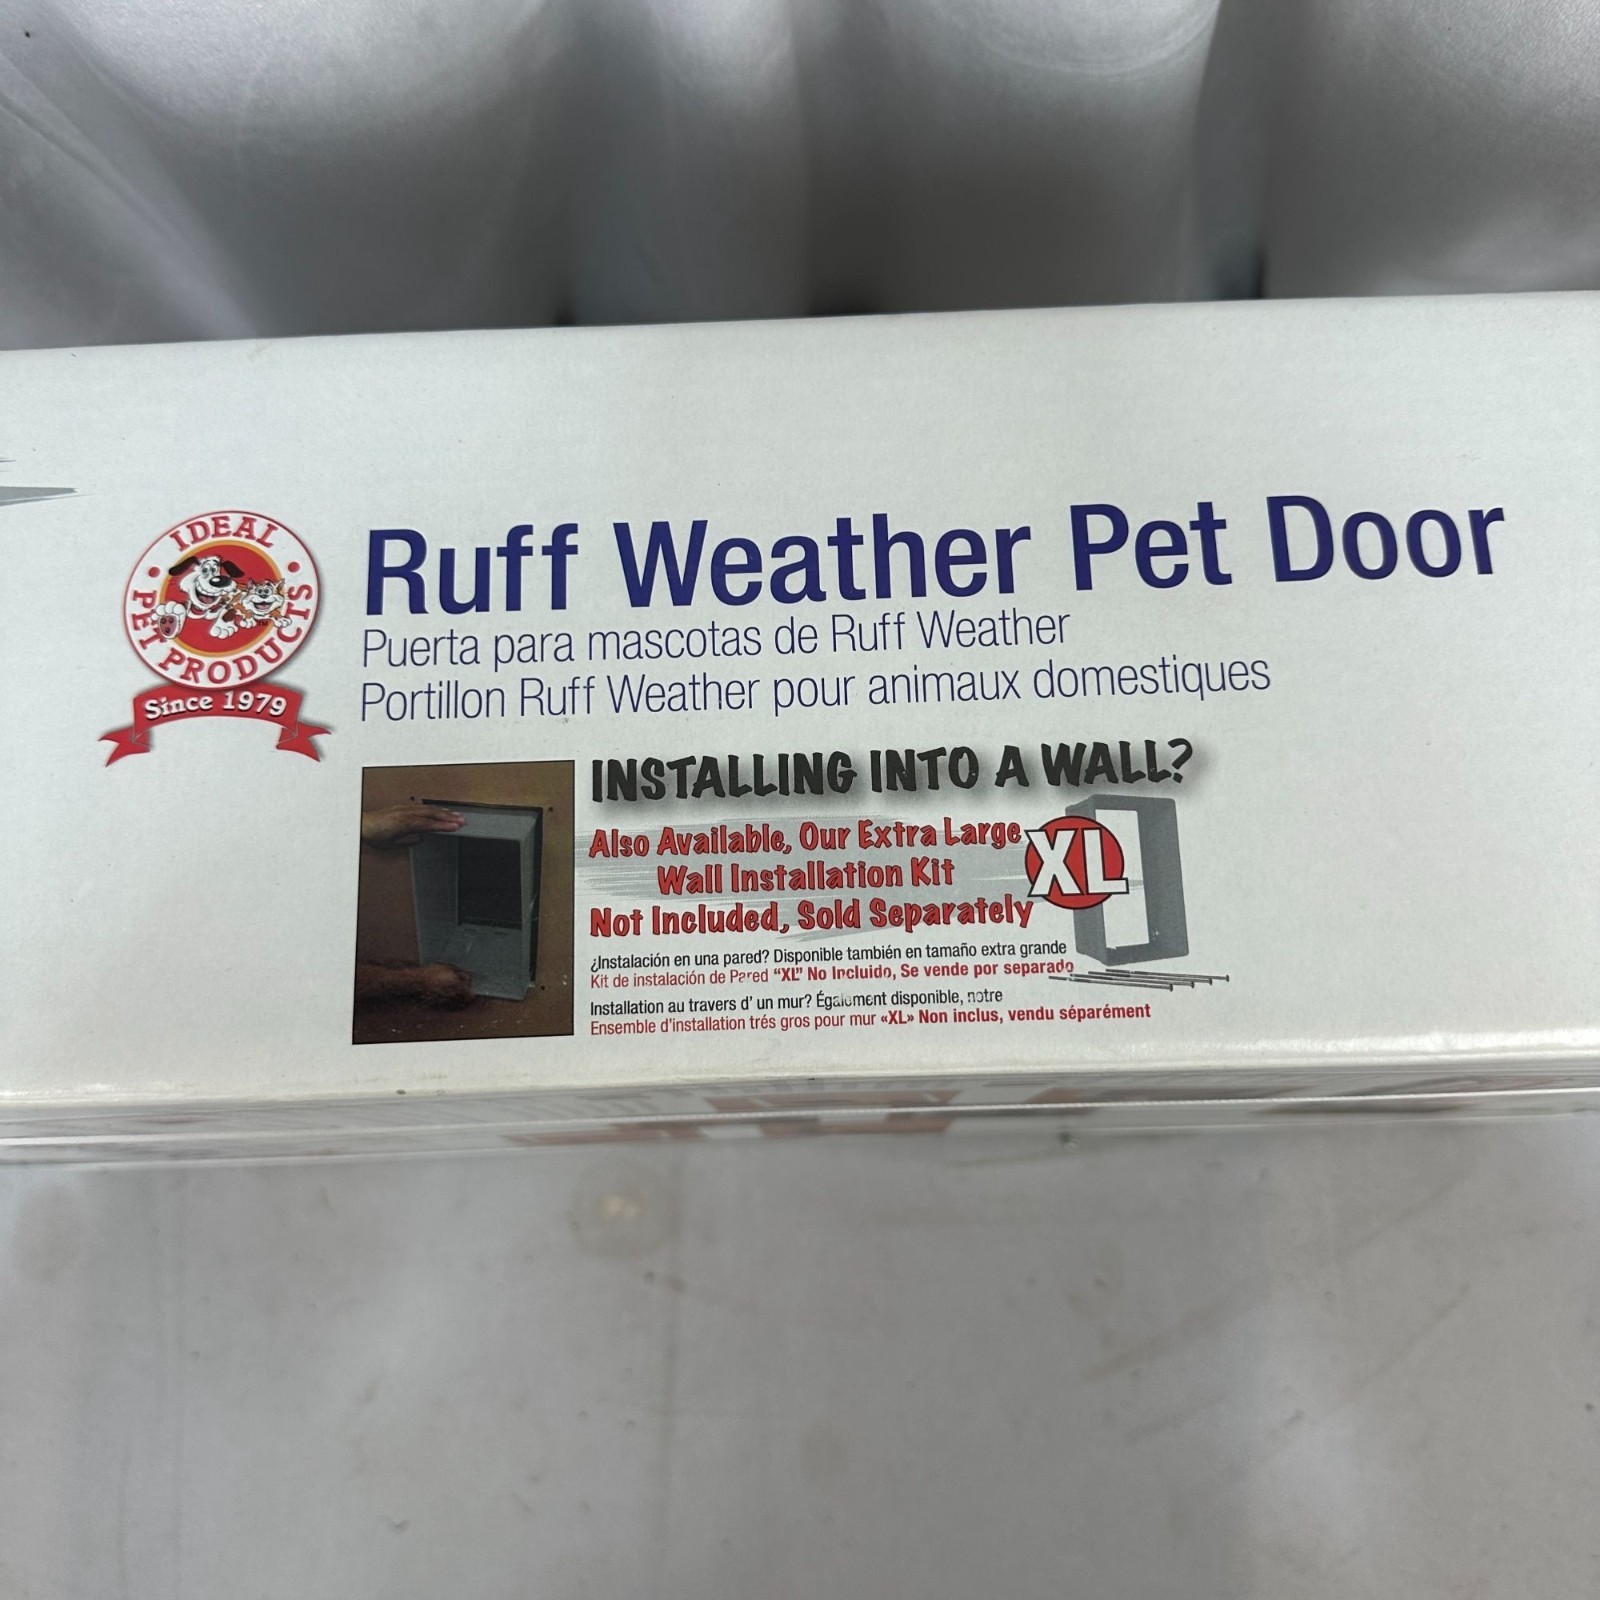 IDEAL
PET PRODUCTS
Since 1979
Ruff Weather Pet Door
Puerta para mascotas de Ruff Weather
Portillon Ruff Weather pour animaux domestiques
INSTALLING INTO A WALL?
Also Available, Our Extra Large
Wall Installation Kit
Not Included, Sold Separately
XL
¿Instalación en una pared? Disponible también en tamaño extra grande
Kit de instalación de Pared “XL” No Incluido, Se vende por separado
Installation au travers d’ un mur? Également disponible, notre
Ensemble d’installation trés gros pour mur «XL» Non inclus, vendu séparément